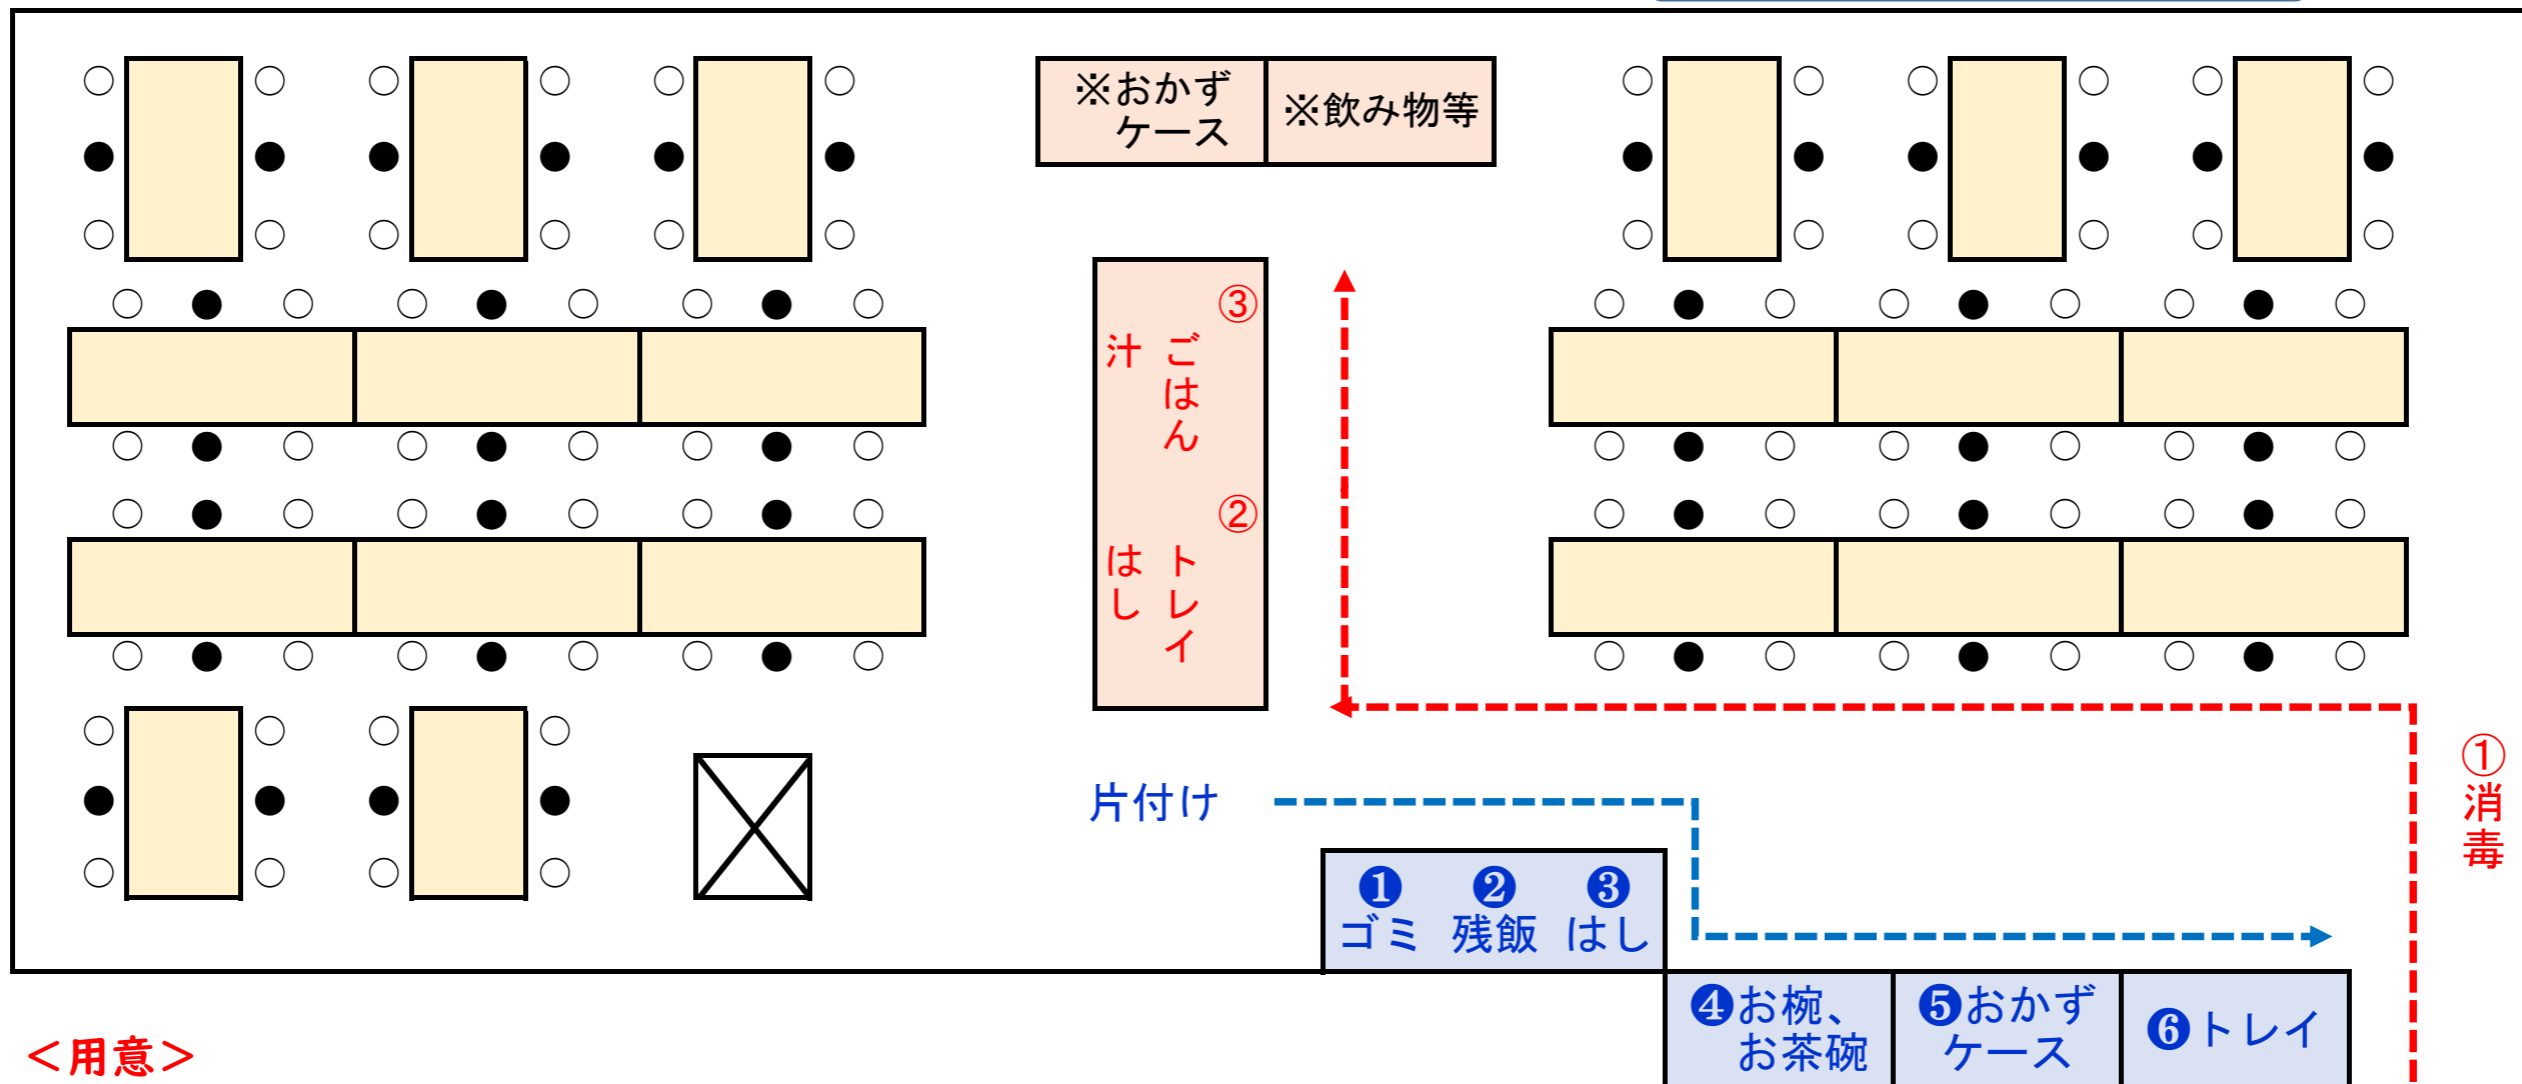 ※おかず
ケース
※飲み物等
③
ごはん
汁
②
トレイ
はし
①消毒
片付け
❶
ゴミ
❷
残飯
❸
はし
❹お椀、
お茶碗
❺おかず
ケース
❻トレイ
＜用意＞